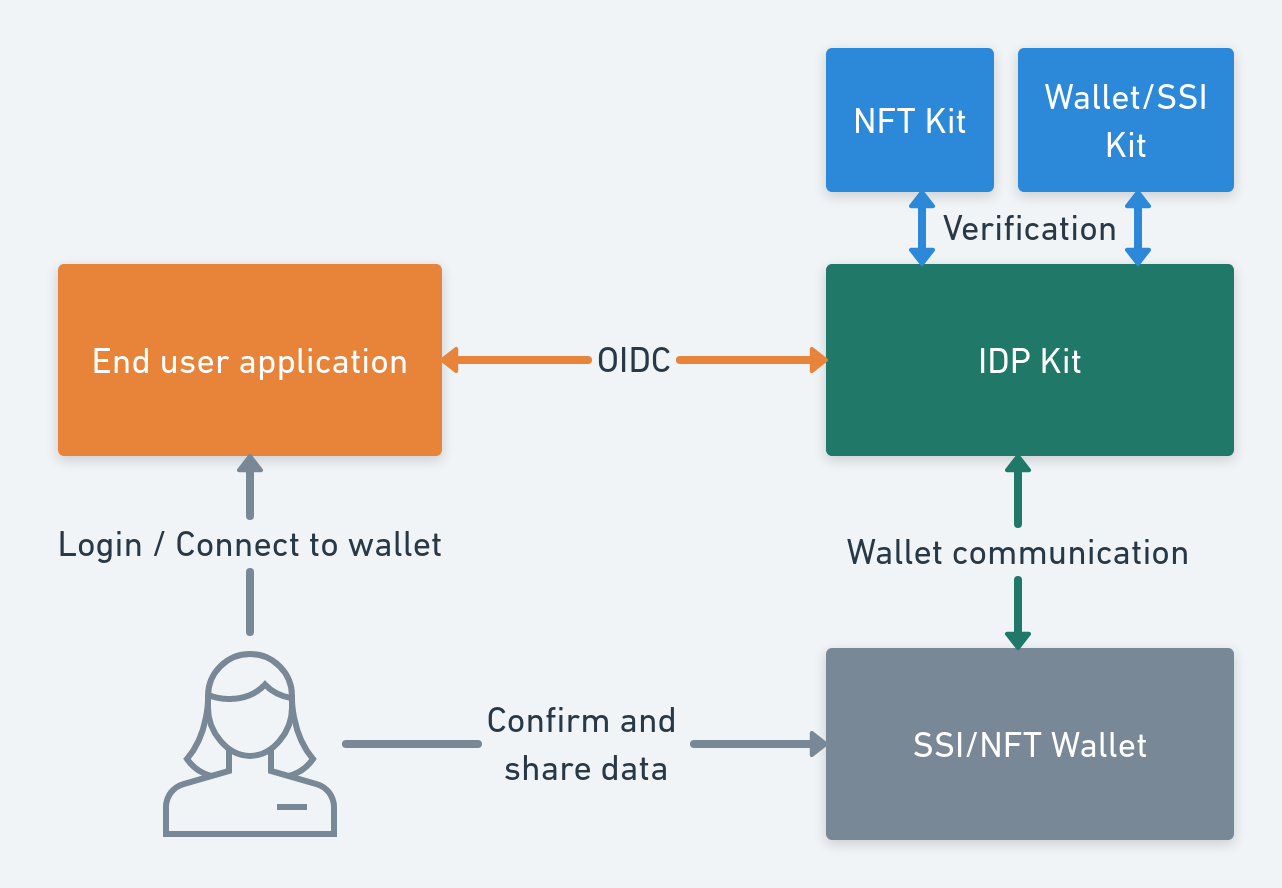 NFT Kit
Wallet/SSI
Kit
Verification
End user application
OIDC
IDP Kit
Login / Connect to wallet
Wallet communication
Confirm and
share data
SSI/NFT Wallet